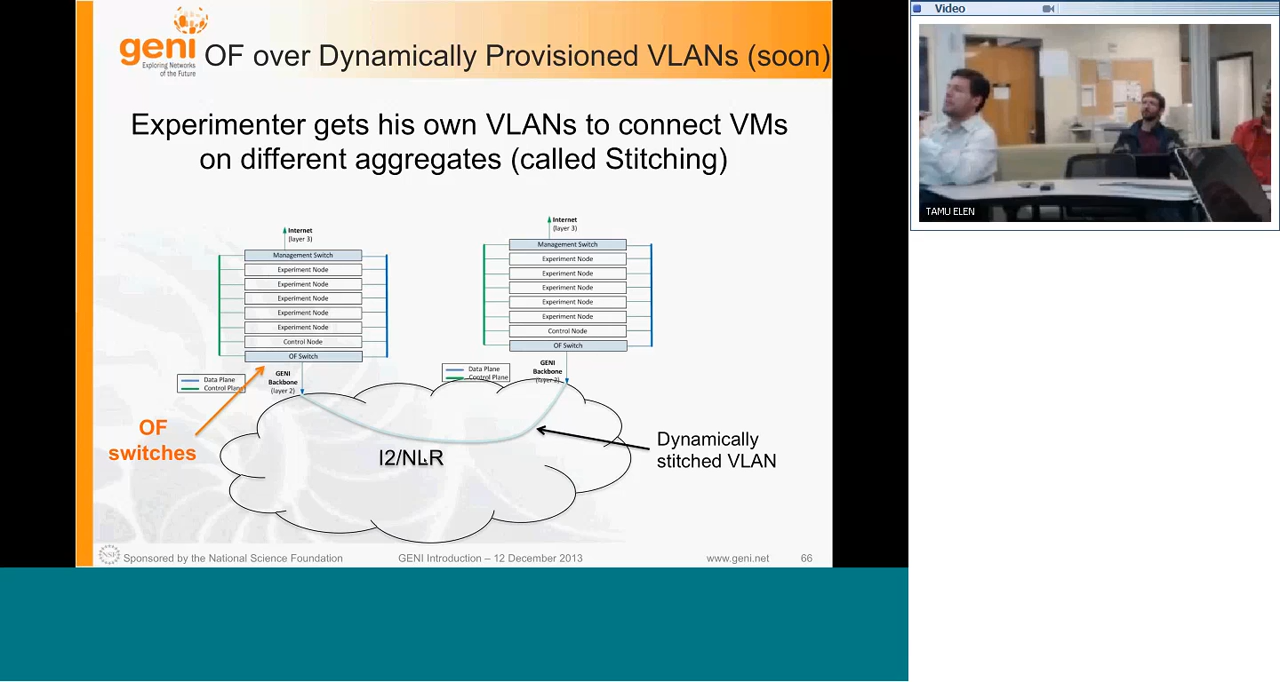 geni
Exploring Networks
of the Future
OF over Dynamically Provisioned VLANs (soon)
Experimenter gets his own VLANs to connect VMs
on different aggregates (called Stitching)
Internet
(layer 3)
Management Switch
Experiment Node
Experiment Node
Experiment Node
Experiment Node
Experiment Node
Control Node
OF Switch
Data Plane
Control Plane
GENI
Backbone
(layer 2)
Internet
(layer 3)
Management Switch
Experiment Node
Experiment Node
Experiment Node
Experiment Node
Experiment Node
Control Node
OF Switch
Data Plane
Control Plane
GENI
Backbone
(layer 2)
OF
switches
I2/NLR
Dynamically
stitched VLAN
NSF
Sponsored by the National Science Foundation
GENI Introduction – 12 December 2013
www.geni.net
66
Video
TAMU ELEN